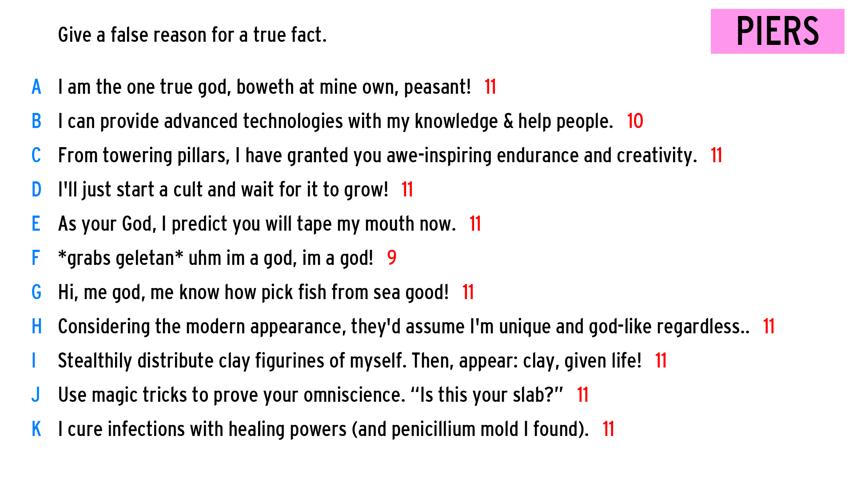 Give a false reason for a true fact.
PIERS
A I am the one true god, boweth at mine own, peasant! 11
B I can provide advanced technologies with my knowledge & help people. 10
C From towering pillars, I have granted you awe-inspiring endurance and creativity. 11
D I'll just start a cult and wait for it to grow! 11
E As your God, I predict you will tape my mouth now. 11
F *grabs geletan* uhm im a god, im a god! 9
G Hi, me god, me know how pick fish from sea good! 11
H Considering the modern appearance, they'd assume I'm unique and god-like regardless.. 11
I Stealthily distribute clay figurines of myself. Then, appear: clay, given life! 11
J Use magic tricks to prove your omniscience. “Is this your slab?” 11
K I cure infections with healing powers (and penicillium mold I found). 11